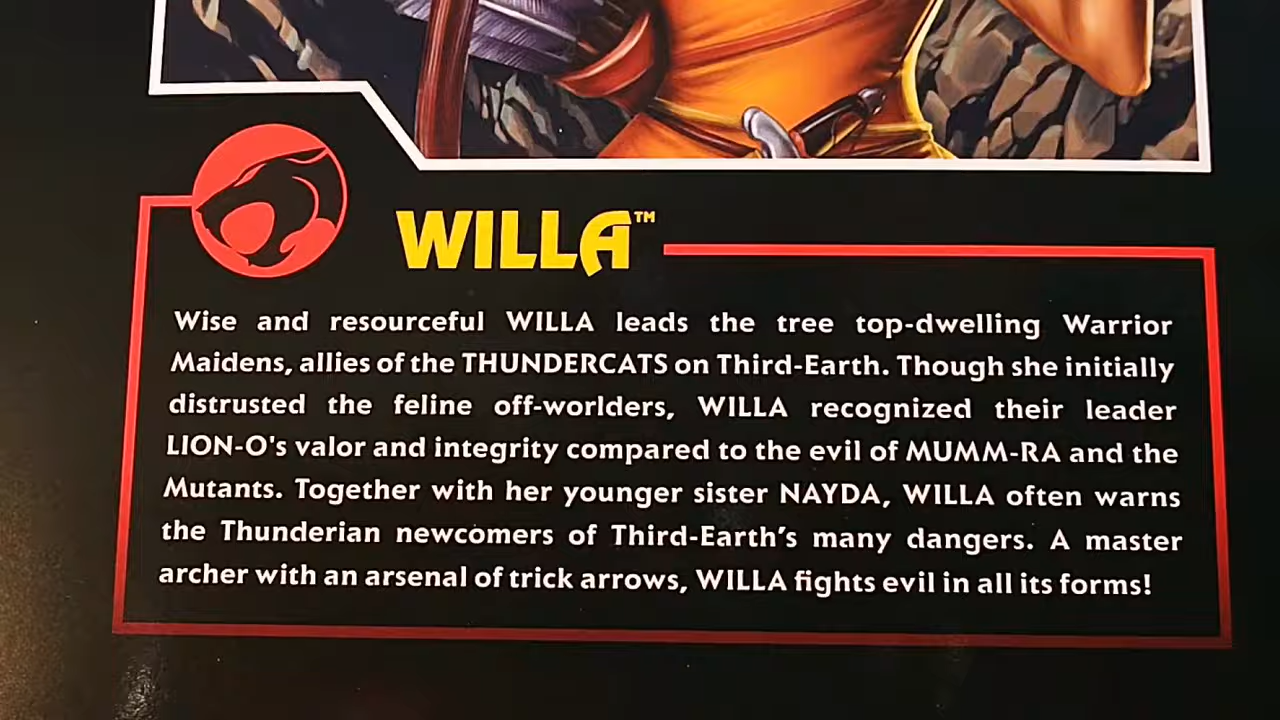 WILLA™
Wise and resourceful WILLA leads the tree top-dwelling Warrior
Maidens, allies of the THUNDERCATS on Third-Earth. Though she initially
distrusted the feline off-worlders, WILLA recognized their leader
LION-O's valor and integrity compared to the evil of MUMM-RA and the
Mutants. Together with her younger sister NAYDA, WILLA often warns
the Thunderian newcomers of Third-Earth's many dangers. A master
archer with an arsenal of trick arrows, WILLA fights evil in all its forms!